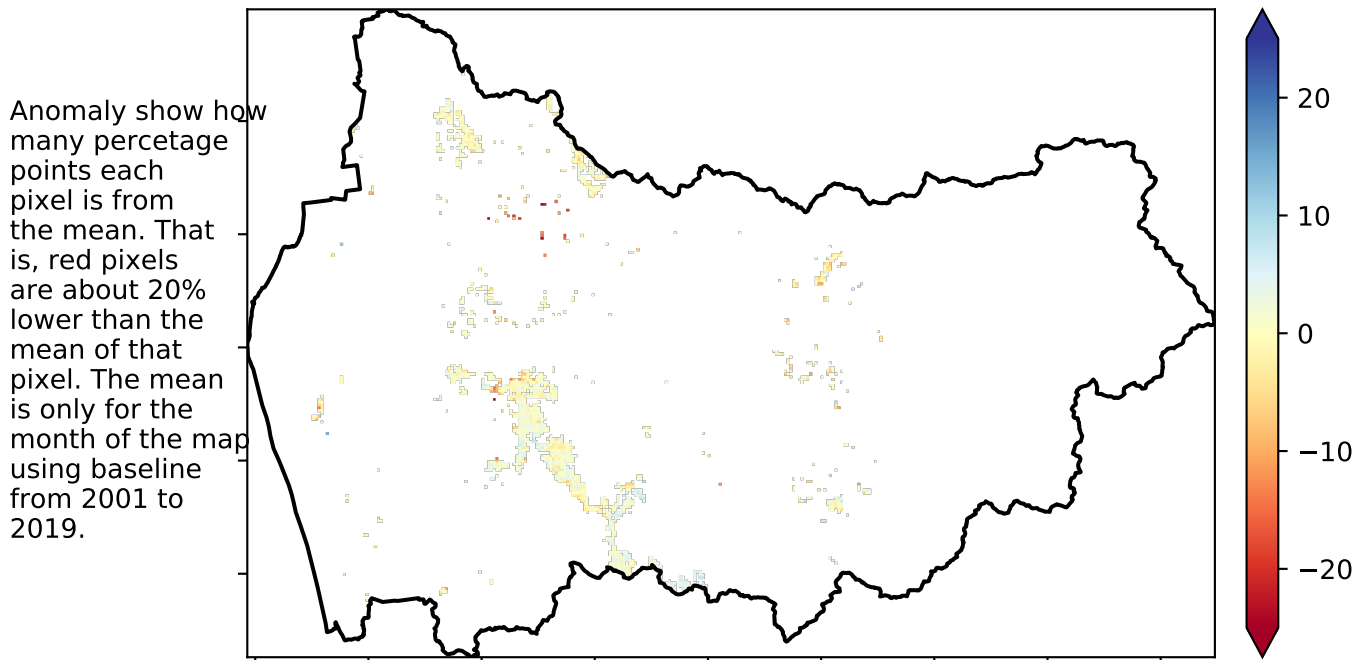 Anomaly show how
many percetage
points each
pixel is from
the mean. That
is, red pixels
are about 20%
lower than the
mean of that
pixel. The mean
is only for the
month of the map
using baseline
from 2001 to
2019.
20
10
0
−10
−20